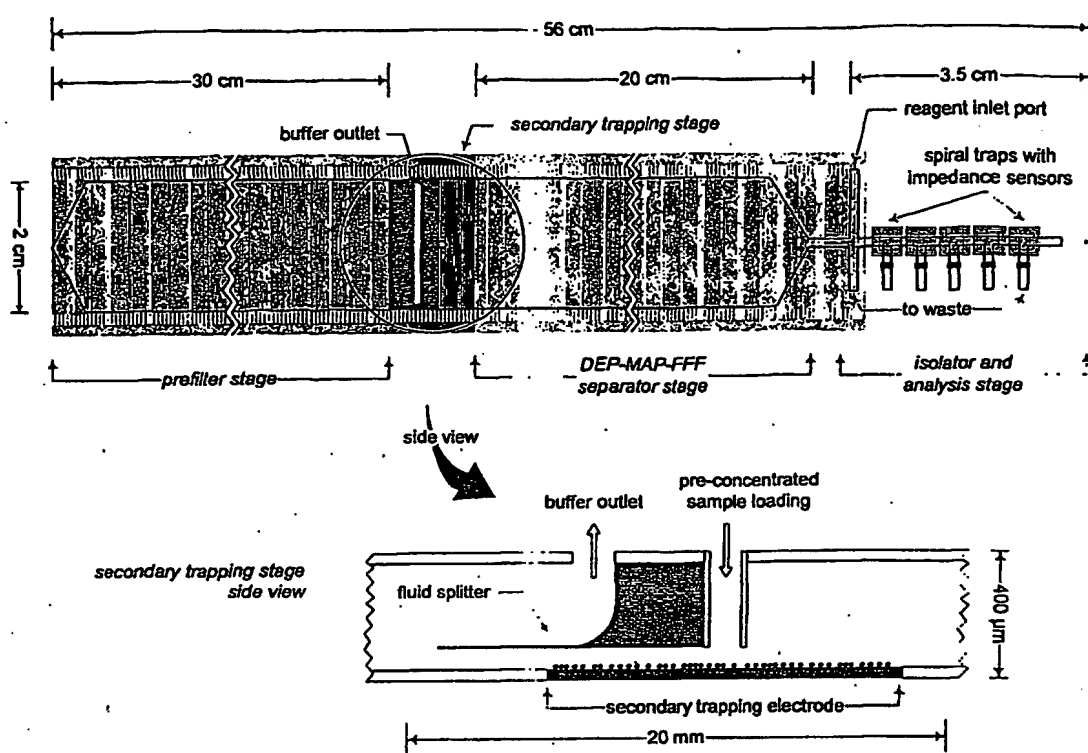 56 cm
30 cm
20 cm
3.5 cm
reagent inlet port
buffer outlet
secondary trapping stage
spiral traps with
impedance sensors
2 cm
to waste
prefilter stage
DEP-MAP-FFF
separator stage
isolator and
analysis stage
side view
buffer outlet
pre-concentrated
sample loading
secondary trapping stage
side view
fluid splitter
400 µm
secondary trapping electrode
20 mm